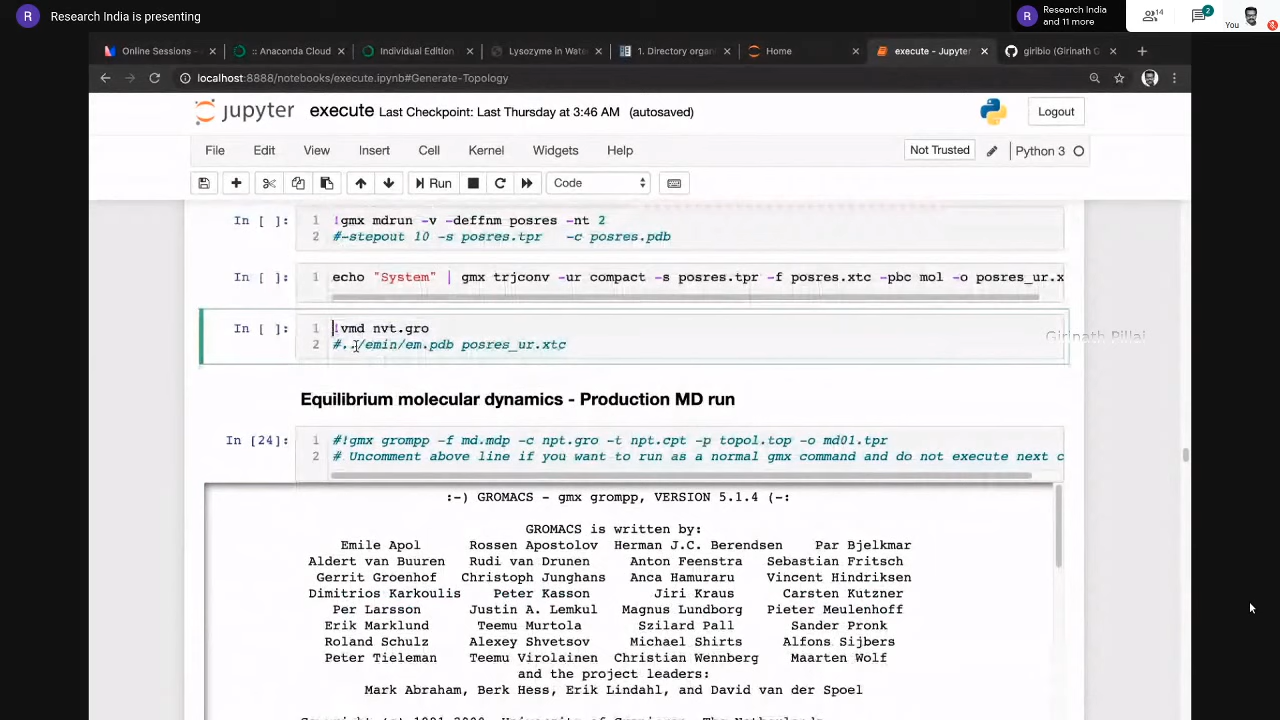 R Research India is presenting
R Research India and 11 more
14
2
You
Online Sessions -
:: Anaconda Cloud
Individual Edition
Lysozyme in Wate
1. Directory organ
Home
execute - Jupyter
giribio (Girinath G
localhost:8888/notebooks/execute.ipynb#Generate-Topology
jupyter execute Last Checkpoint: Last Thursday at 3:46 AM (autosaved)
Logout
File Edit View Insert Cell Kernel Widgets Help
Not Trusted
Python 3
Run
Code
In [ ]:
1 !gmx mdrun -v -deffnm posres -nt 2
2 #-stepout 10 -s posres.tpr -c posres.pdb
In [ ]:
1 echo "System" | gmx trjconv -ur compact -s posres.tpr -f posres.xtc -pbc mol -o posres_ur.x
In [ ]:
1 !vmd nvt.gro
2 #../emin/em.pdb posres_ur.xtc
Girinath Pillai
Equilibrium molecular dynamics - Production MD run
In [24]:
1 #!gmx grompp -f md.mdp -c npt.gro -t npt.cpt -p topol.top -o md01.tpr
2 # Uncomment above line if you want to run as a normal gmx command and do not execute next c
:-) GROMACS - gmx grompp, VERSION 5.1.4 (-:
GROMACS is written by:
Emile Apol Rossen Apostolov Herman J.C. Berendsen Par Bjelkmar
Aldert van Buuren Rudi van Drunen Anton Feenstra Sebastian Fritsch
Gerrit Groenhof Christoph Junghans Anca Hamuraru Vincent Hindriksen
Dimitrios Karkoulis Peter Kasson Jiri Kraus Carsten Kutzner
Per Larsson Justin A. Lemkul Magnus Lundborg Pieter Meulenhoff
Erik Marklund Teemu Murtola Szilard Pall Sander Pronk
Roland Schulz Alexey Shvetsov Michael Shirts Alfons Sijbers
Peter Tieleman Teemu Virolainen Christian Wennberg Maarten Wolf
and the project leaders:
Mark Abraham, Berk Hess, Erik Lindahl, and David van der Spoel